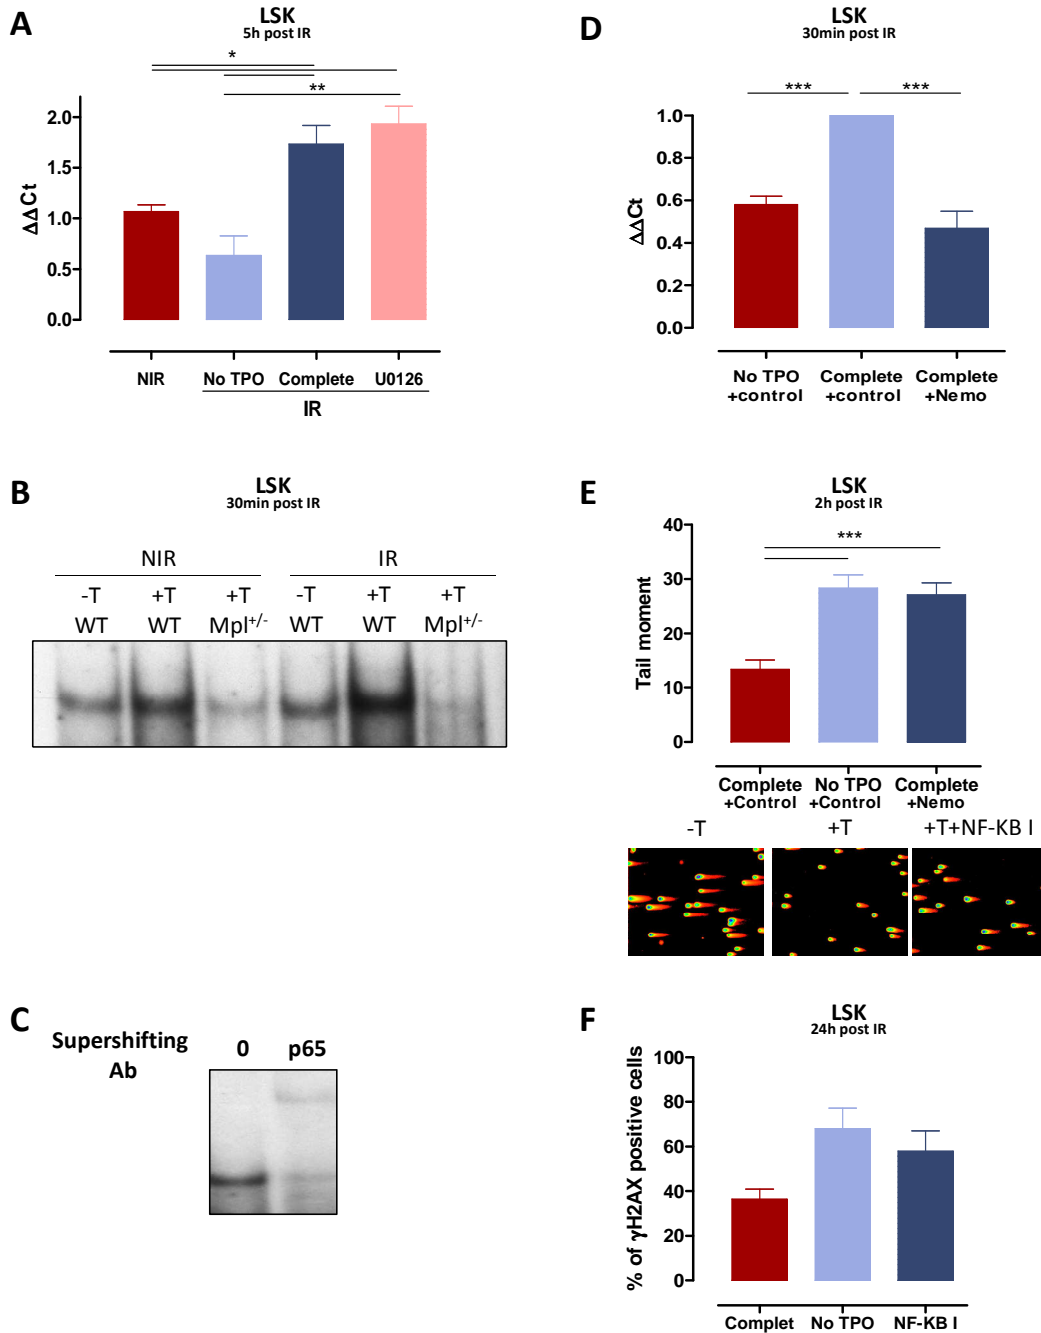 A
LSK
5h post IR
*
**
ΔΔCt
2.0
1.5
1.0
0.5
0.0
NIR
No TPO
Complete
U0126
IR
B
LSK
30min post IR
NIR
IR
-T
+T
+T
-T
+T
+T
WT
WT
Mpl+/-
WT
WT
Mpl+/-
C
Supershifting
Ab
0
p65
D
LSK
30min post IR
***
***
ΔΔCt
1.0
0.8
0.6
0.4
0.2
0.0
No TPO
+control
Complete
+control
Complete
+Nemo
E
LSK
2h post IR
***
Tail moment
40
30
20
10
0
Complete
+Control
No TPO
+Control
Complete
+Nemo
-T
+T
+T+NF-KB I
F
LSK
24h post IR
% of γH2AX positive cells
100
80
60
40
20
0
Complet
No TPO
NF-KB I